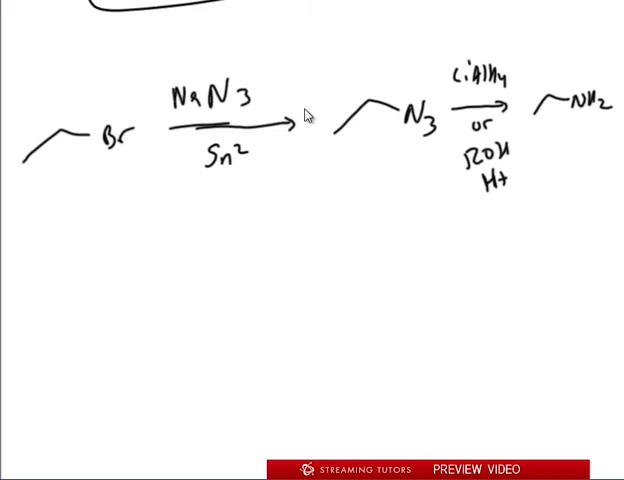 Br
NaN3
Sn2
N3
LiAlH4
or
ROH
H+
NH2
STREAMING TUTORS PREVIEW VIDEO